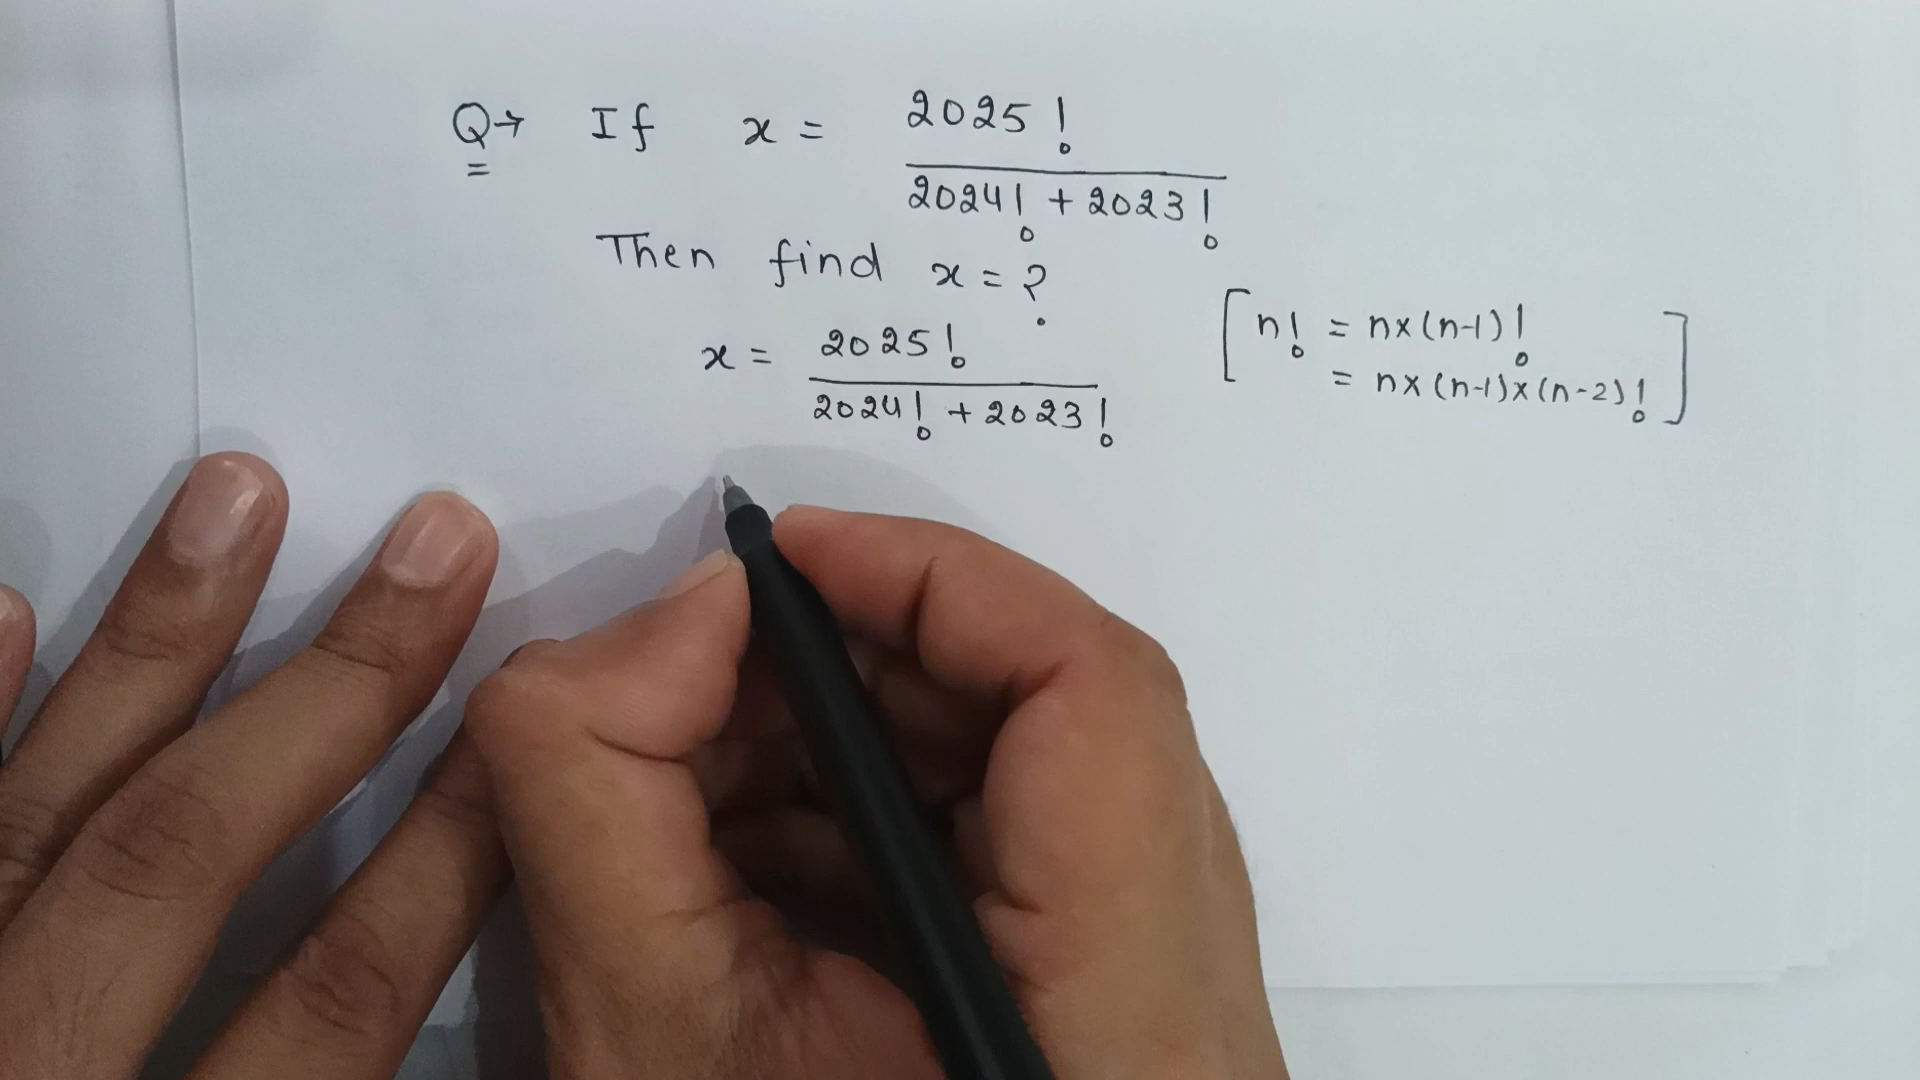 Q→ If x = 2025!
2024! + 2023!
Then find x = ?
x = 2025!
2024! + 2023!
[n! = n×(n-1)!
= n×(n-1)×(n-2)!]